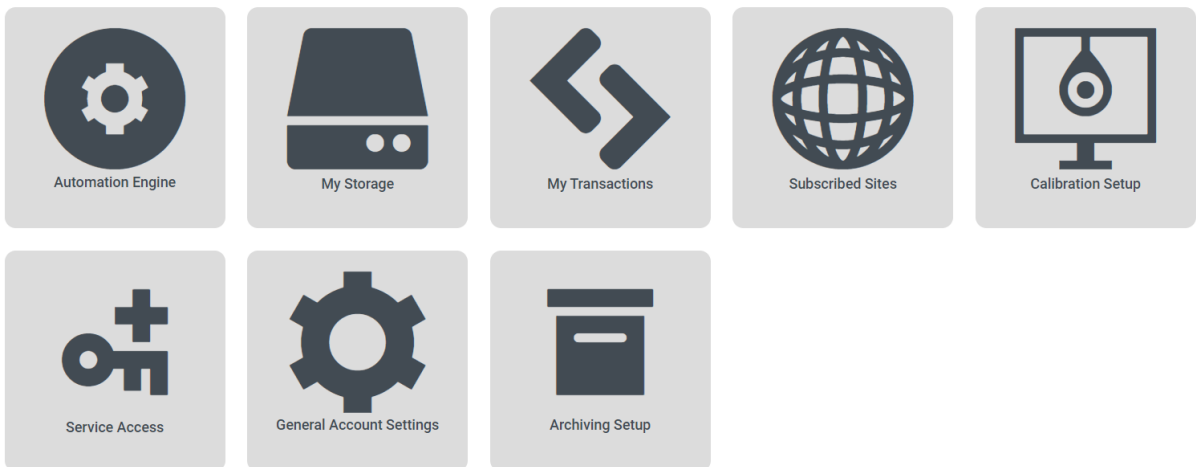 Automation Engine
My Storage
My Transactions
Subscribed Sites
Calibration Setup
Service Access
General Account Settings
Archiving Setup